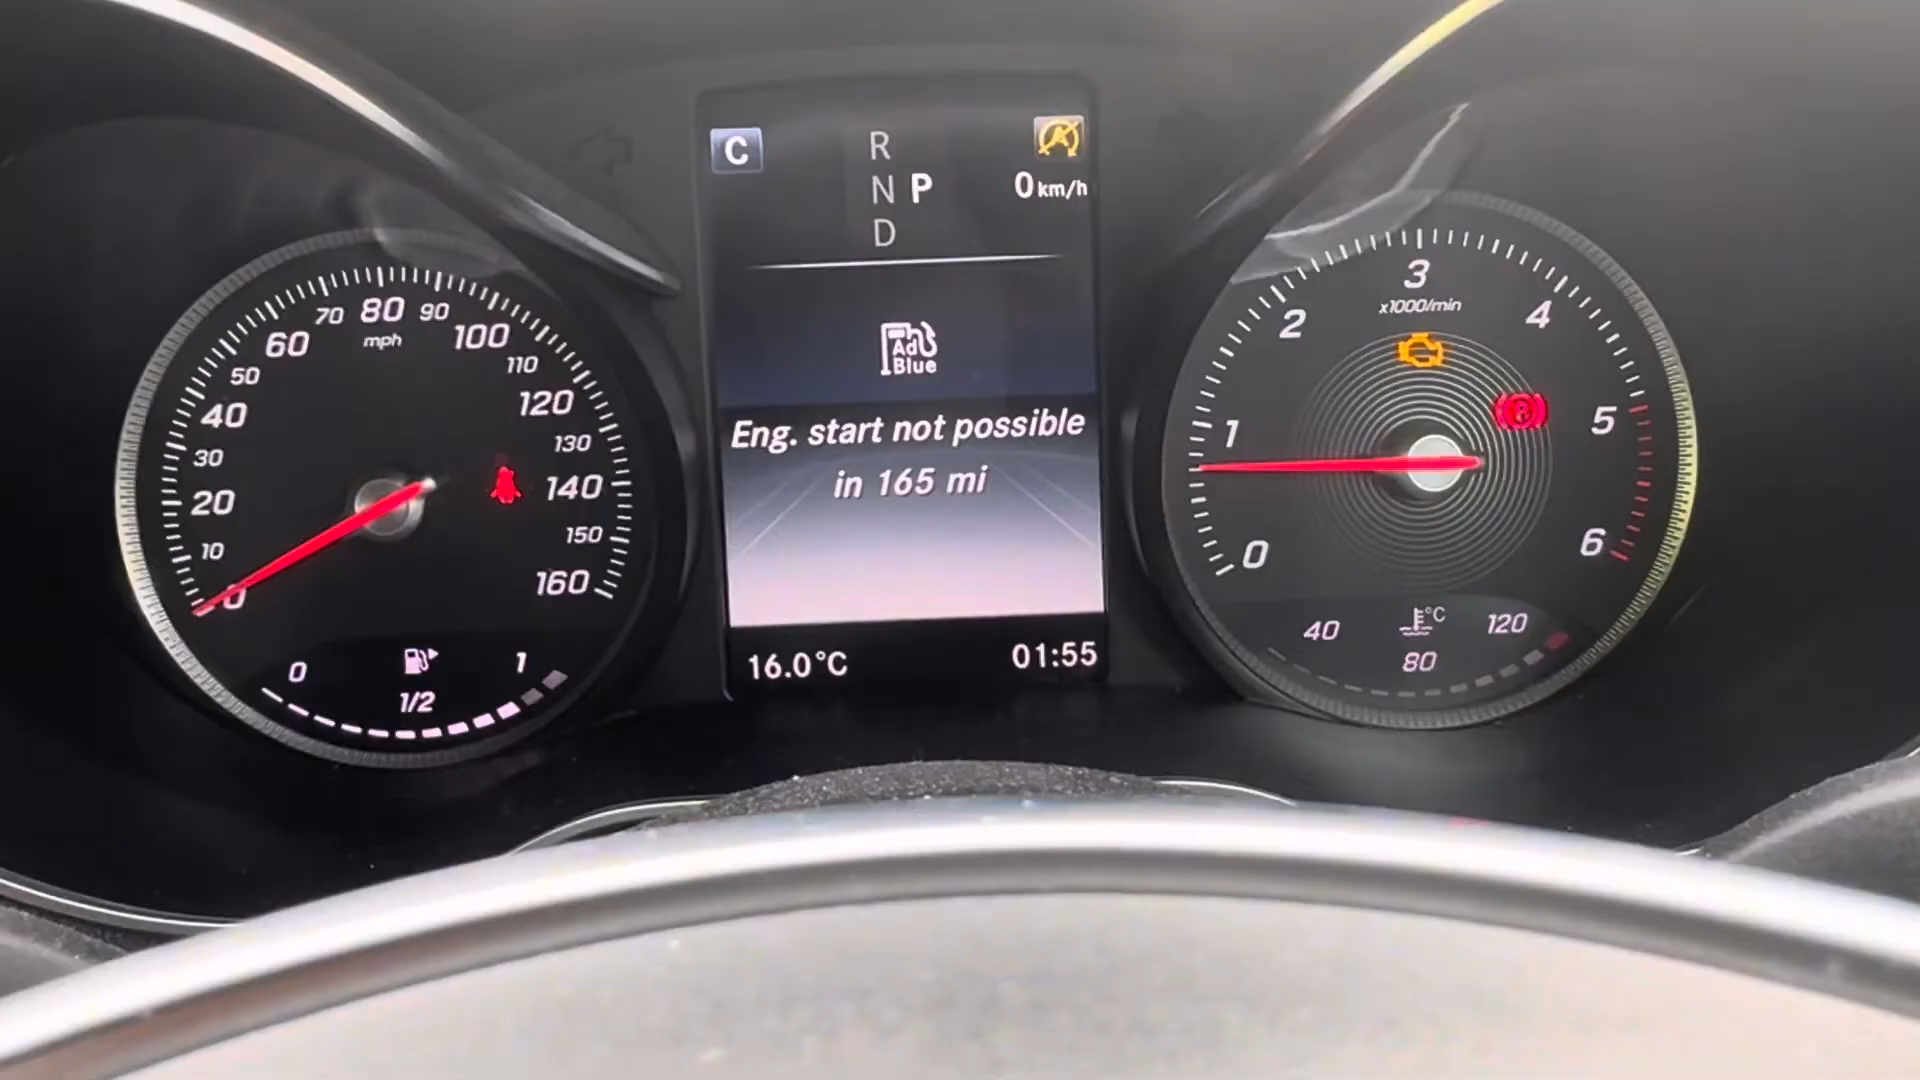 C
R
N P
D
A
0 km/h
Ad
Blue
Eng. start not possible
in 165 mi
16.0°C
01:55
0
10
20
30
40
50
60
70
80
90
100
110
120
130
140
150
160
mph
0
1/2
1
0
1
2
3
4
5
6
x1000/min
P
40
°C
80
120